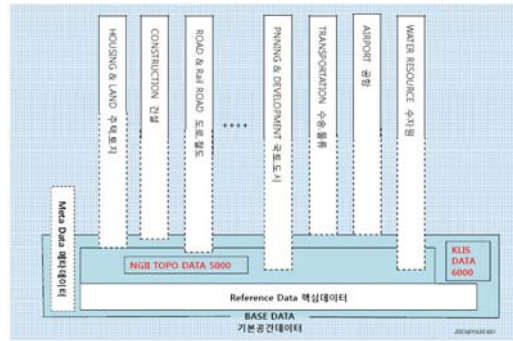 HOUSING & LAND 주택.토지
CONSTRUCTION 건설
ROAD & Rail ROAD 도로.철도
++++
PNNING & DEVELOPMENT 국토도시
TRANSPORTATION 수송물류
AIRPORT 공항
WATER RESOURCE 수자원
Meta Data 메타데이터
NGII TOPO DATA 5000
KLIS
DATA
6000
Reference Data 핵심데이터
BASE DATA
기본공간데이터